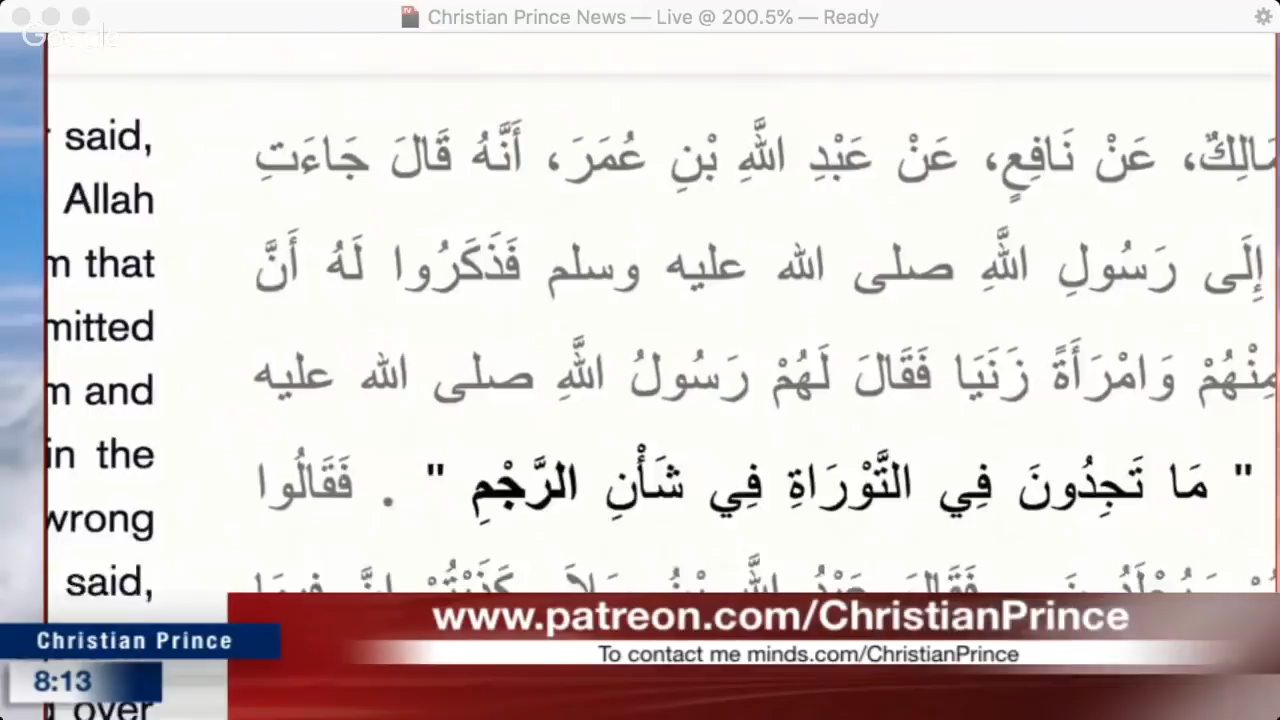 Christian Prince News — Live @ 200.5% — Ready
Google
said,
Allah
that
and
in the
wrong
said,
over
مَالِكٌ، عَنْ نَافِعٍ، عَنْ عَبْدِ اللَّهِ بْنِ عُمَرَ، أَنَّهُ قَالَ جَاءَتِ
إِلَى رَسُولِ اللَّهِ صلى الله عليه وسلم فَذَكَرُوا لَهُ أَنَّ
مِنْهُمْ وَامْرَأَةً زَنَيَا فَقَالَ لَهُمْ رَسُولُ اللَّهِ صلى الله عليه
" مَا تَجِدُونَ فِي التَّوْرَاةِ فِي شَأْنِ الرَّجْمِ " . فَقَالُوا
www.patreon.com/ChristianPrince
To contact me minds.com/ChristianPrince
Christian Prince
8:13